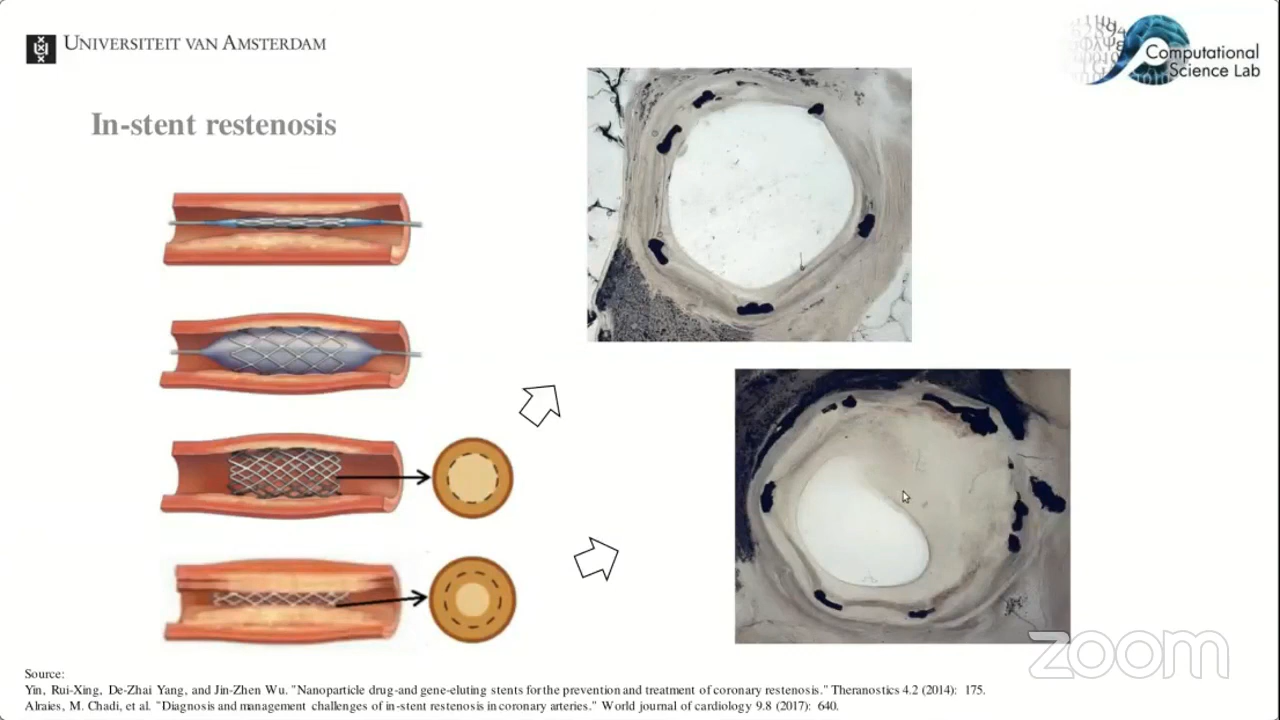 UNIVERSITEIT VAN AMSTERDAM
Computational
Science Lab
In-stent restenosis
zoom
Source:
Yin, Rui-Xing, De-Zhai Yang, and Jin-Zhen Wu. "Nanoparticle drug-and gene-eluting stents for the prevention and treatment of coronary restenosis." Theranostics 4.2 (2014): 175.
Alraies, M. Chadi, et al. "Diagnosis and management challenges of in-stent restenosis in coronary arteries." World journal of cardiology 9.8 (2017): 640.